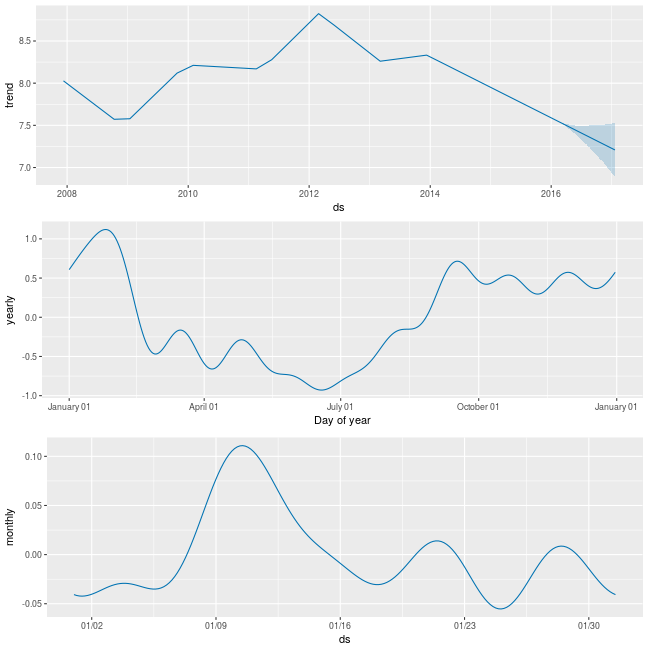 trend
8.5
8.0
7.5
7.0
2008 2010 2012 2014 2016
ds
yearly
1.0
0.5
0.0
-0.5
-1.0
January 01 April 01 July 01 October 01 January 01
Day of year
monthly
0.10
0.05
0.00
-0.05
01/02 01/09 01/16 01/23 01/30
ds